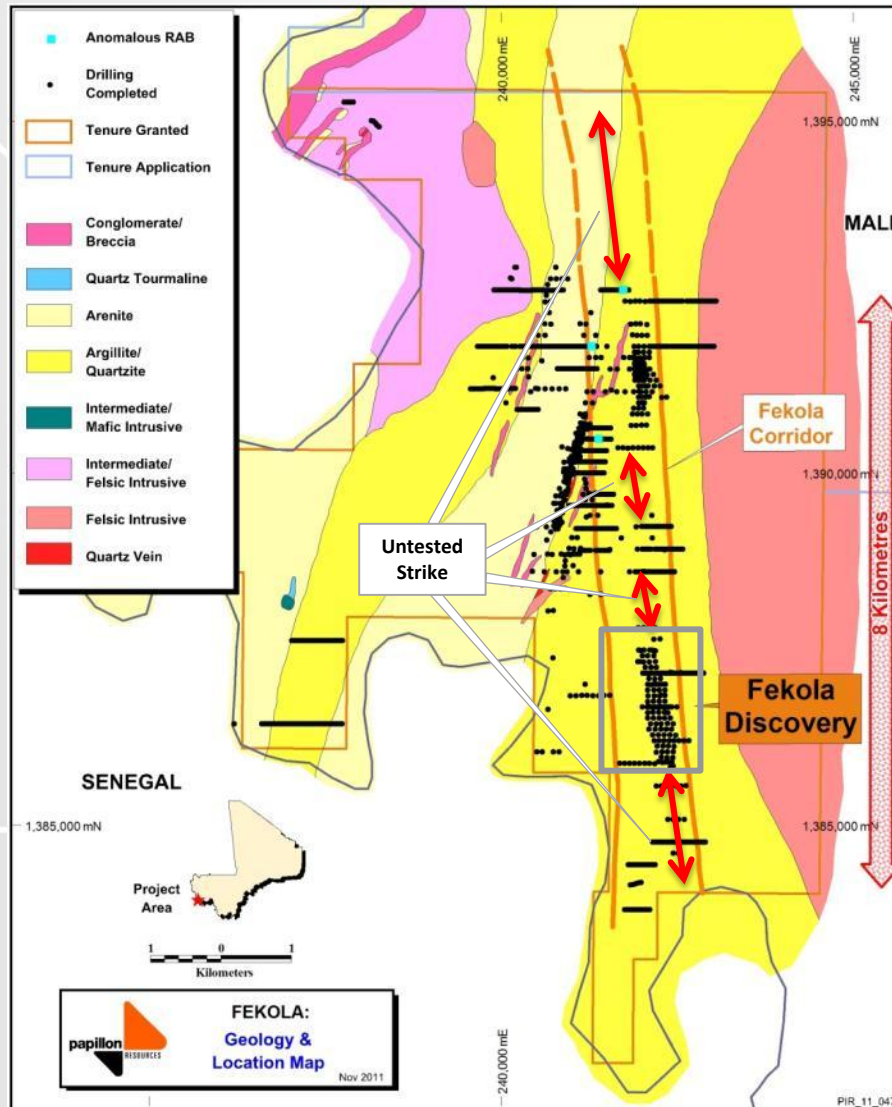 Anomalous RAB
Drilling
Completed
Tenure Granted
Tenure Application
Conglomerate/
Breccia
Quartz Tourmaline
Arenite
Argillite/
Quartzite
Intermediate/
Mafic Intrusive
Intermediate/
Felsic Intrusive
Felsic Intrusive
Quartz Vein
240,000 mE
245,000 mE
1,395,000 mN
MALI
Fekola
Corridor
1,390,000 mN
Untested
Strike
8 Kilometres
Fekola
Discovery
SENEGAL
1,385,000 mN
1,385,000 mN
Project
Area
1 0 1
Kilometers
papillon
RESOURCES
FEKOLA:
Geology &
Location Map
Nov 2011
240,000 mE
PIR_11_04